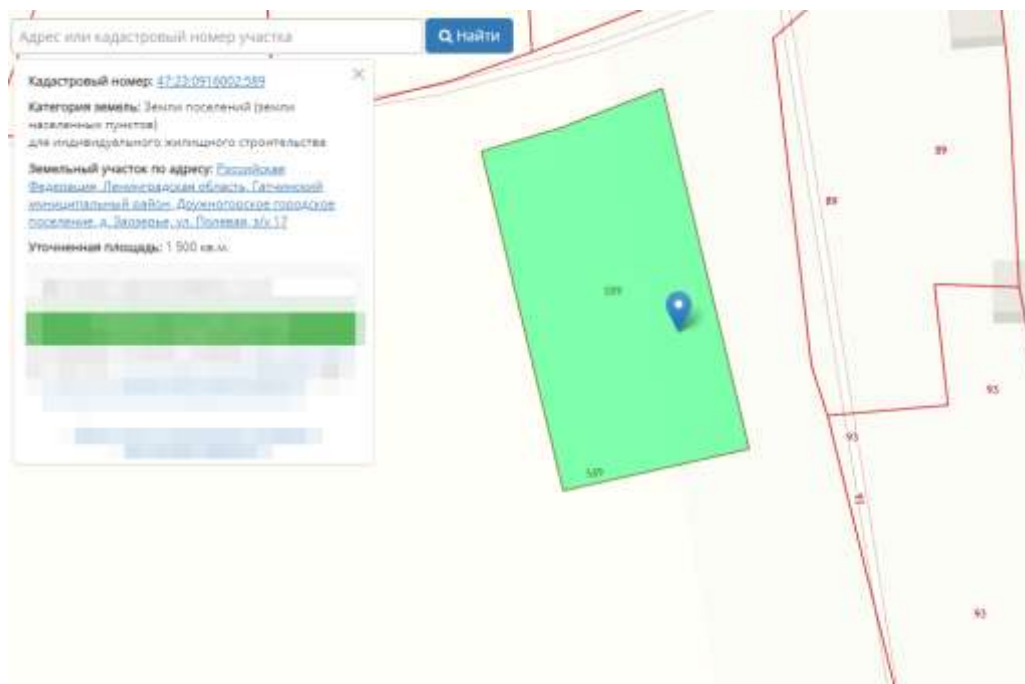 Адрес или кадастровый номер участка
Найти
Кадастровый номер: 47:23:0916002:589
Категория земель: Земли поселений (земли
населенных пунктов)
для индивидуального жилищного строительства
Земельный участок по адресу: Российская
Федерация, Ленинградская область, Гатчинский
муниципальный район, Дружногорское городское
поселение, д. Заозерье, ул. Полевая, з/у 17
Уточненная площадь: 1 500 кв.м.
589
589
89
89
93
93
93